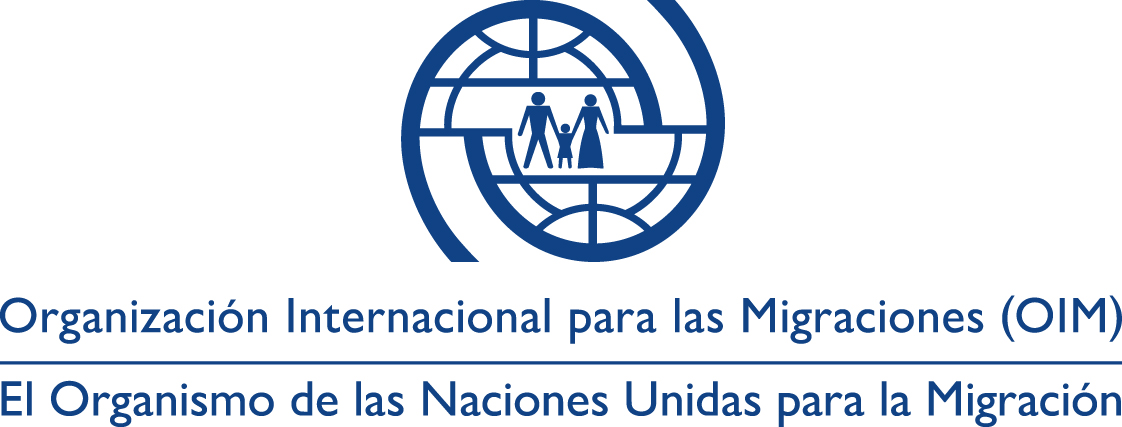 Organización Internacional para las Migraciones (OIM)
El Organismo de las Naciones Unidas para la Migración